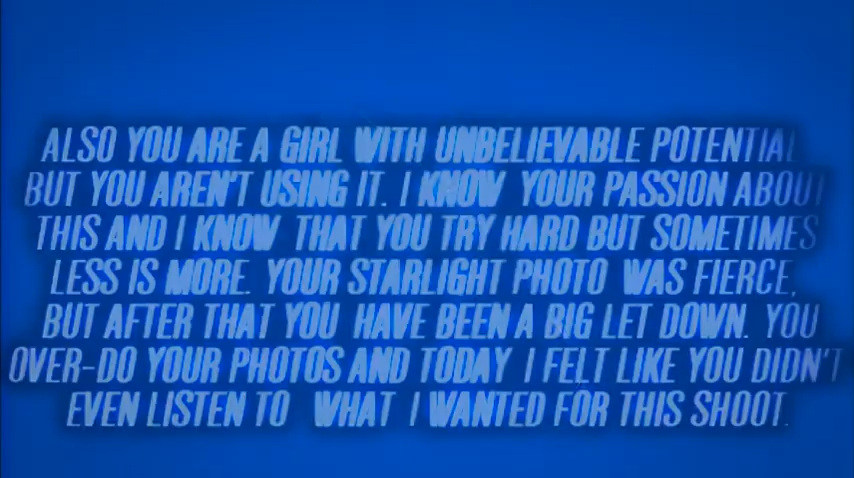 ALSO YOU ARE A GIRL WITH UNBELIEVABLE POTENTIAL
BUT YOU AREN'T USING IT. I KNOW YOUR PASSION ABOUT
THIS AND I KNOW THAT YOU TRY HARD BUT SOMETIMES
LESS IS MORE. YOUR STARLIGHT PHOTO WAS FIERCE,
BUT AFTER THAT YOU HAVE BEEN A BIG LET DOWN. YOU
OVER-DO YOUR PHOTOS AND TODAY I FELT LIKE YOU DIDN'T
EVEN LISTEN TO WHAT I WANTED FOR THIS SHOOT.